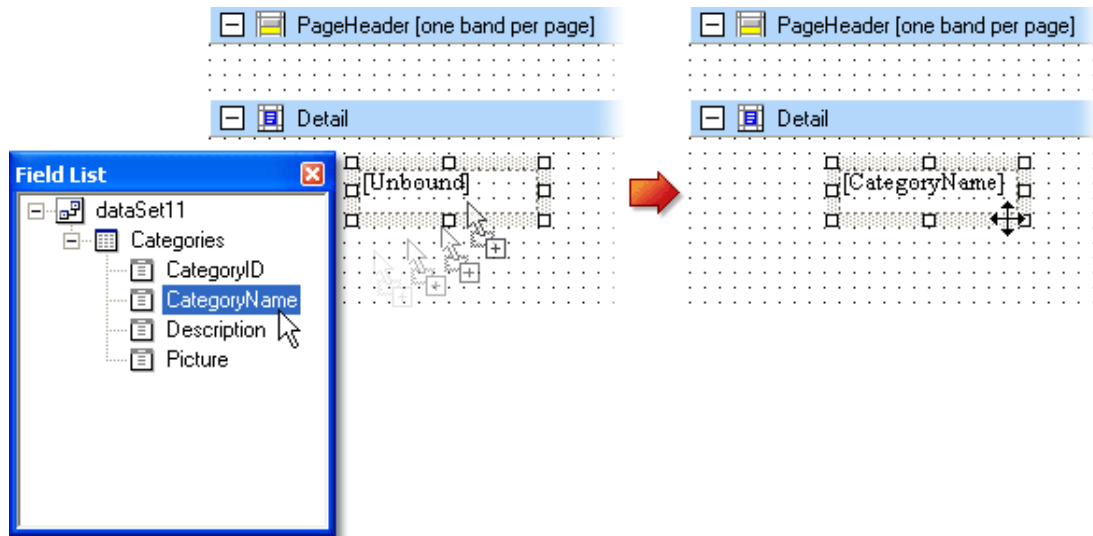 PageHeader [one band per page]
Detail
[Unbound]
Field List
dataSet11
Categories
CategoryID
CategoryName
Description
Picture
PageHeader [one band per page]
Detail
[CategoryName]